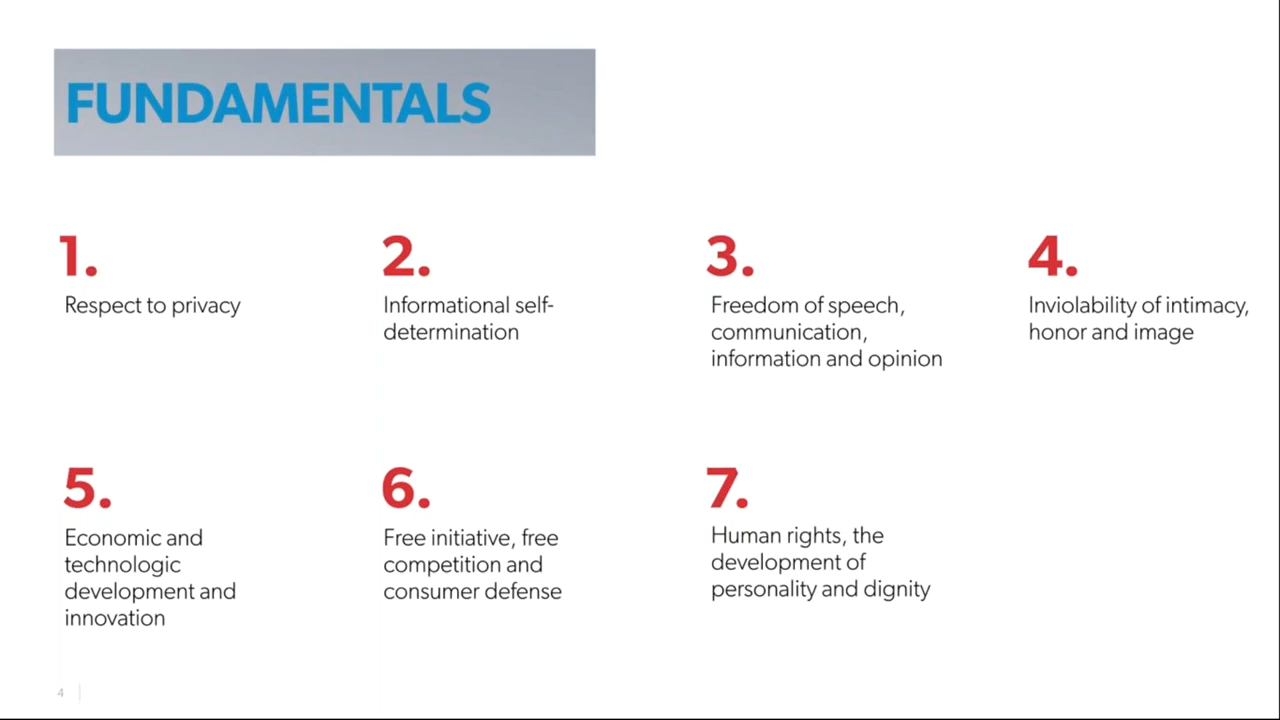 FUNDAMENTALS
1.
Respect to privacy
2.
Informational self-
determination
3.
Freedom of speech,
communication,
information and opinion
4.
Inviolability of intimacy,
honor and image
5.
Economic and
technologic
development and
innovation
6.
Free initiative, free
competition and
consumer defense
7.
Human rights, the
development of
personality and dignity
4